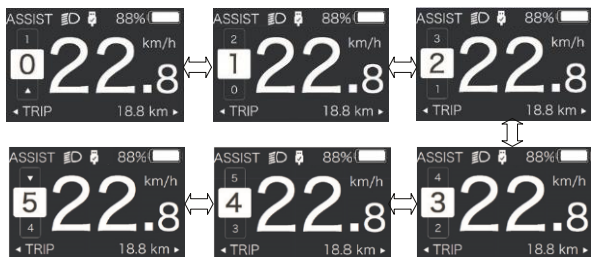 ASSIST 88%
1
0 22.8 km/h
▲
◂ TRIP 18.8 km ▸
ASSIST 88%
2
1 22.8 km/h
0
◂ TRIP 18.8 km ▸
ASSIST 88%
3
2 22.8 km/h
1
◂ TRIP 18.8 km ▸
ASSIST 88%
▼
5 22.8 km/h
4
◂ TRIP 18.8 km ▸
ASSIST 88%
5
4 22.8 km/h
3
◂ TRIP 18.8 km ▸
ASSIST 88%
4
3 22.8 km/h
2
◂ TRIP 18.8 km ▸